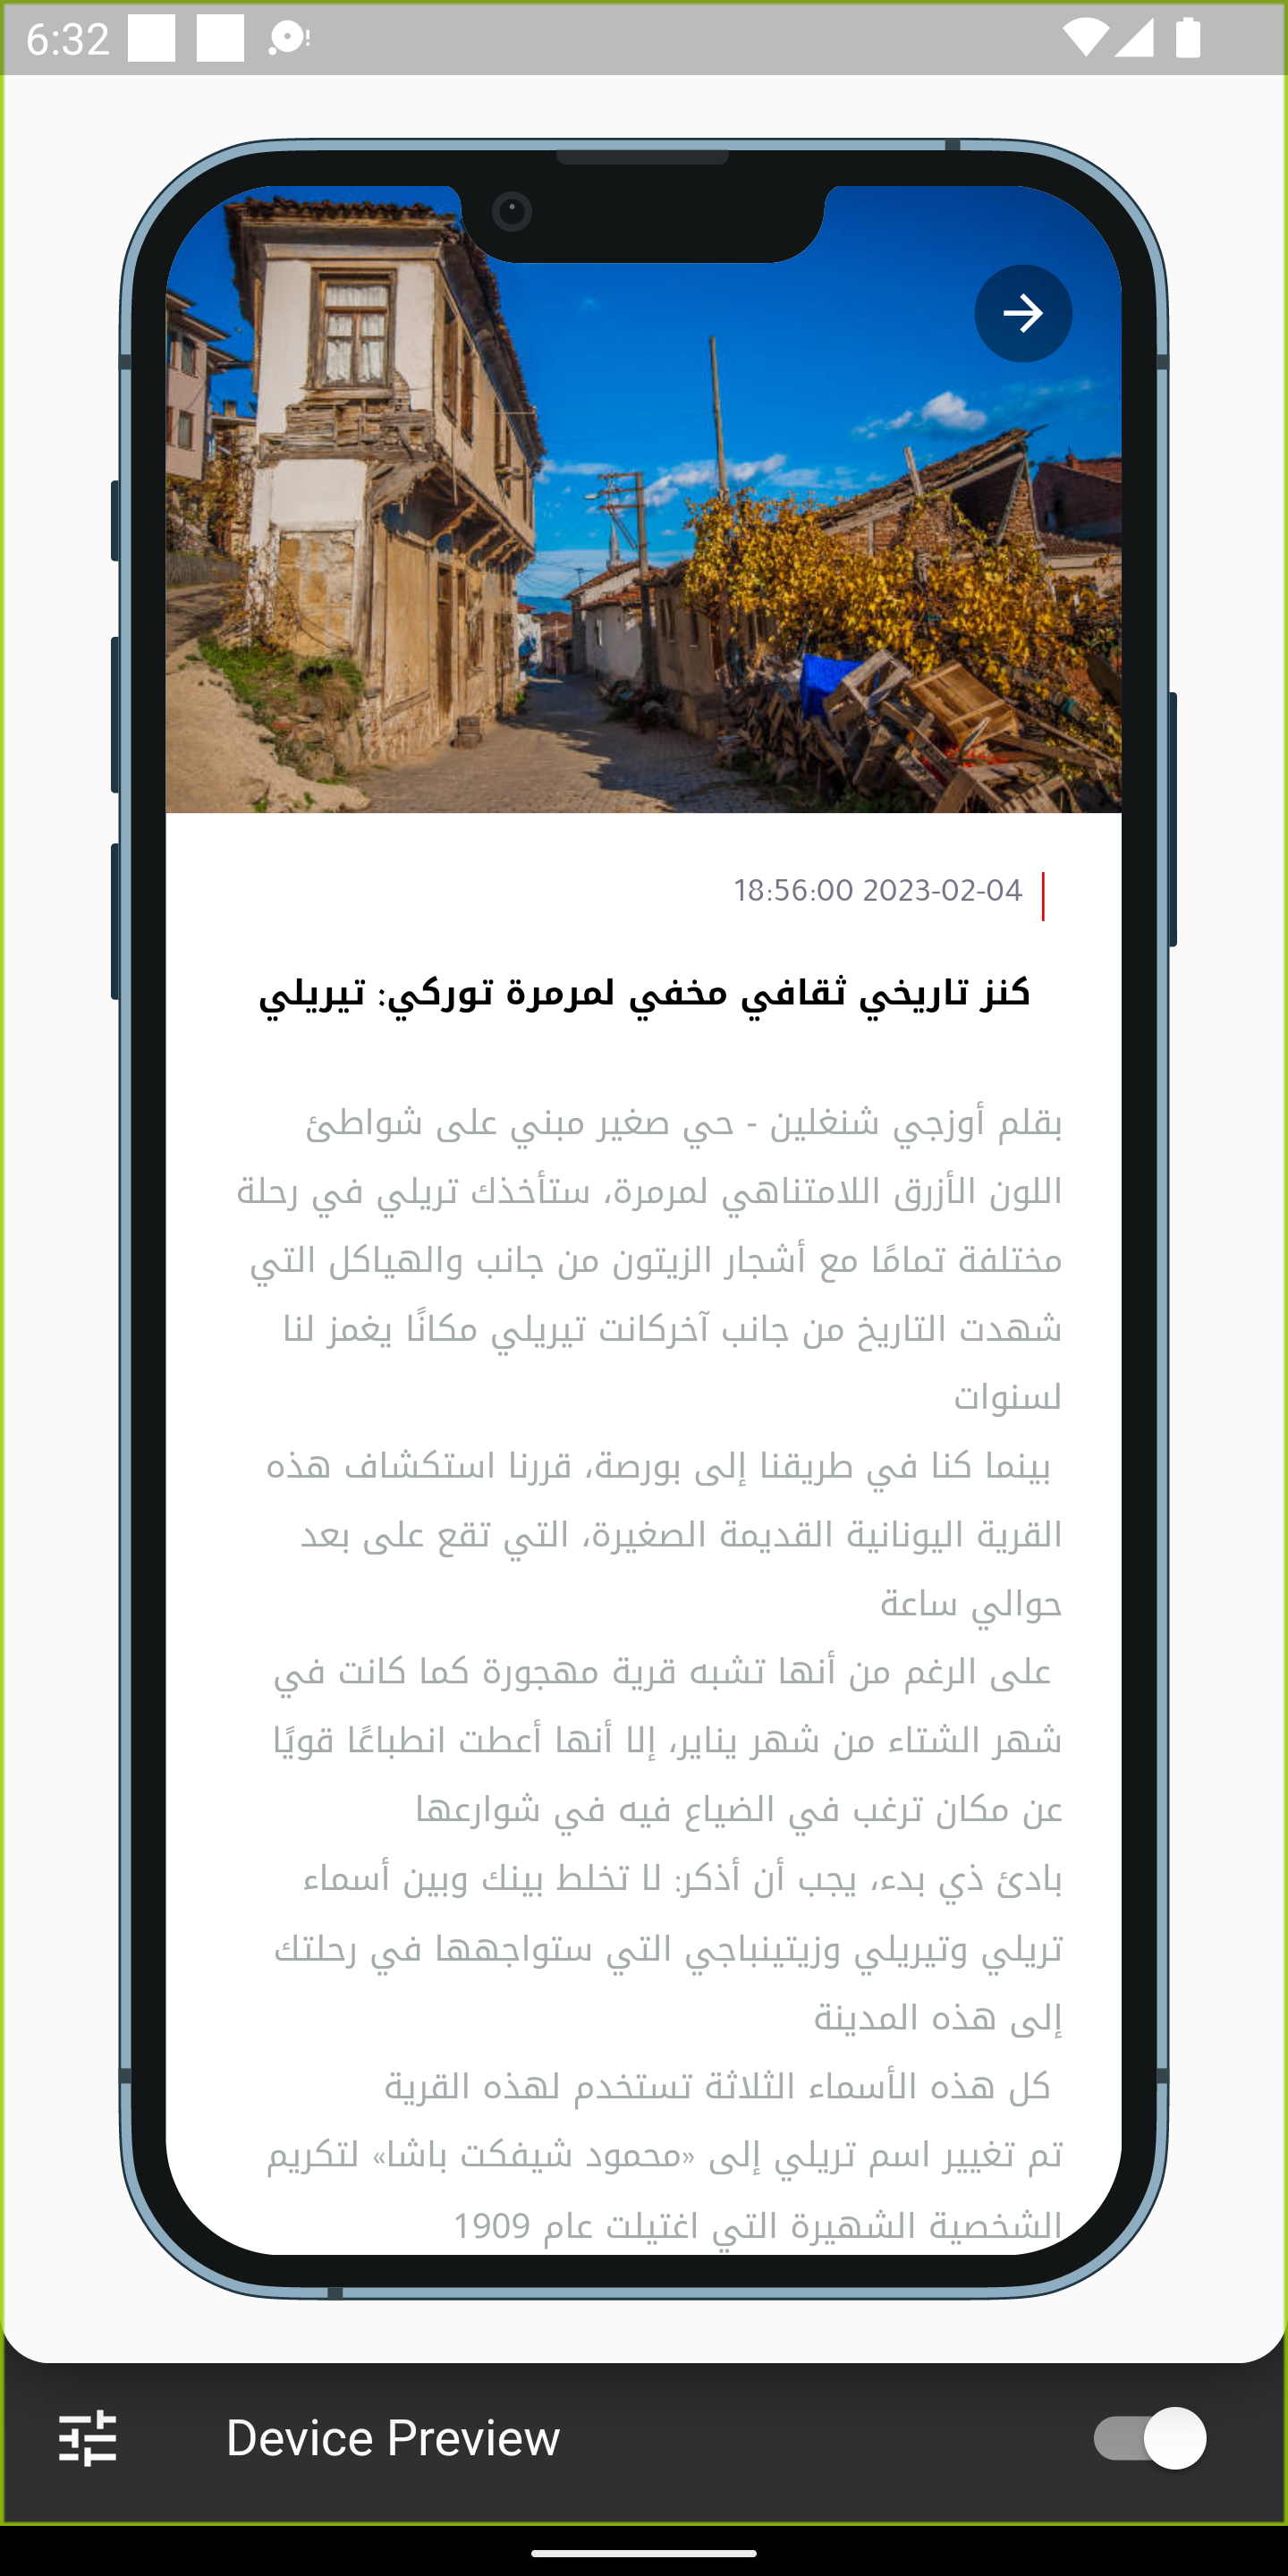 6:32
18:56:00 2023-02-04
كنز تاريخي ثقافي مخفي لمرمرة توركي: تيريلي
بقلم أوزجي شنغلين - حي صغير مبني على شواطئ
اللون الأزرق اللامتناهي لمرمرة، ستأخذك تريلي في رحلة
مختلفة تمامًا مع أشجار الزيتون من جانب والهياكل التي
شهدت التاريخ من جانب آخركانت تيريلي مكانًا يغمز لنا
لسنوات
بينما كنا في طريقنا إلى بورصة، قررنا استكشاف هذه
القرية اليونانية القديمة الصغيرة، التي تقع على بعد
حوالي ساعة
على الرغم من أنها تشبه قرية مهجورة كما كانت في
شهر الشتاء من شهر يناير، إلا أنها أعطت انطباعًا قويًا
عن مكان ترغب في الضياع فيه في شوارعها
بادئ ذي بدء، يجب أن أذكر: لا تخلط بينك وبين أسماء
تريلي وتيريلي وزيتينباجي التي ستواجهها في رحلتك
إلى هذه المدينة
كل هذه الأسماء الثلاثة تستخدم لهذه القرية
تم تغيير اسم تريلي إلى «محمود شيفكت باشا» لتكريم
الشخصية الشهيرة التي اغتيلت عام 1909
Device Preview